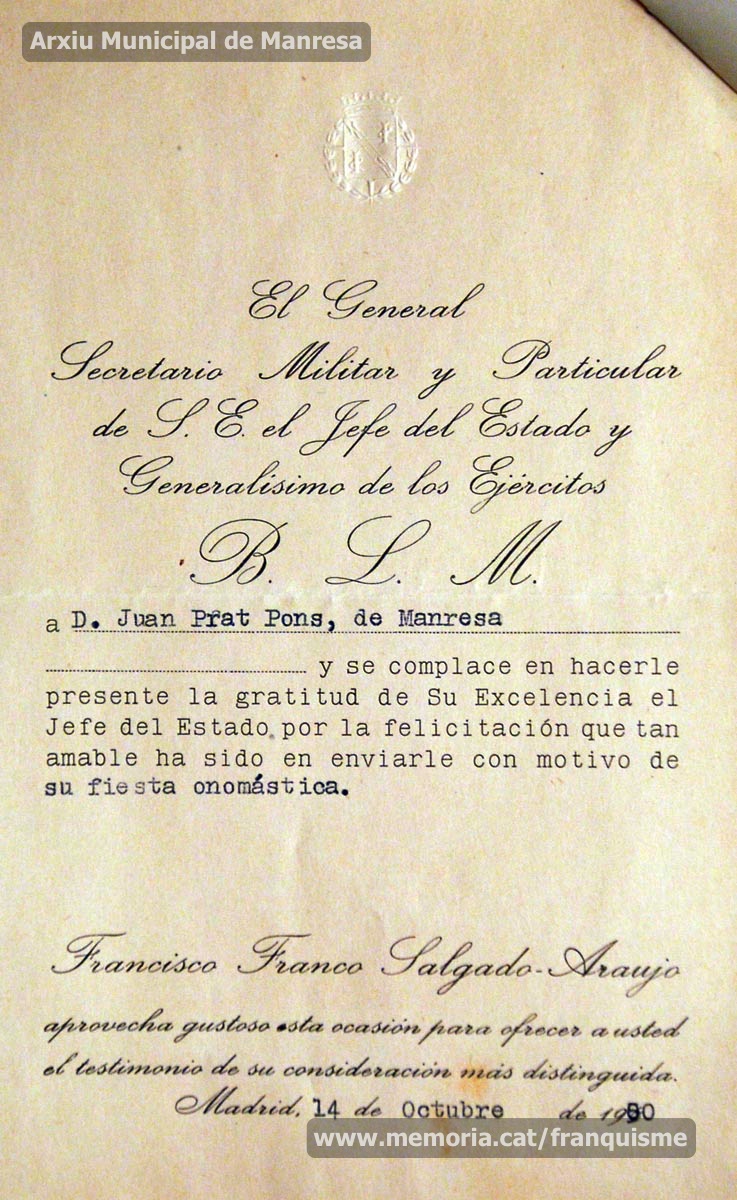 Arxiu Municipal de Manresa
El General
Secretario Militar y Particular
de S. E. el Jefe del Estado y
Generalísimo de los Ejércitos
B. L. M.
a D. Juan Prat Pons, de Manresa
y se complace en hacerle
presente la gratitud de Su Excelencia el
Jefe del Estado por la felicitación que tan
amable ha sido en enviarle con motivo de
su fiesta onomástica.
Francisco Franco Salgado-Araujo
aprovecha gustoso esta ocasión para ofrecer a usted
el testimonio de su consideración más distinguida.
Madrid, 14 de Octubre de 1950
www.memoria.cat/franquisme